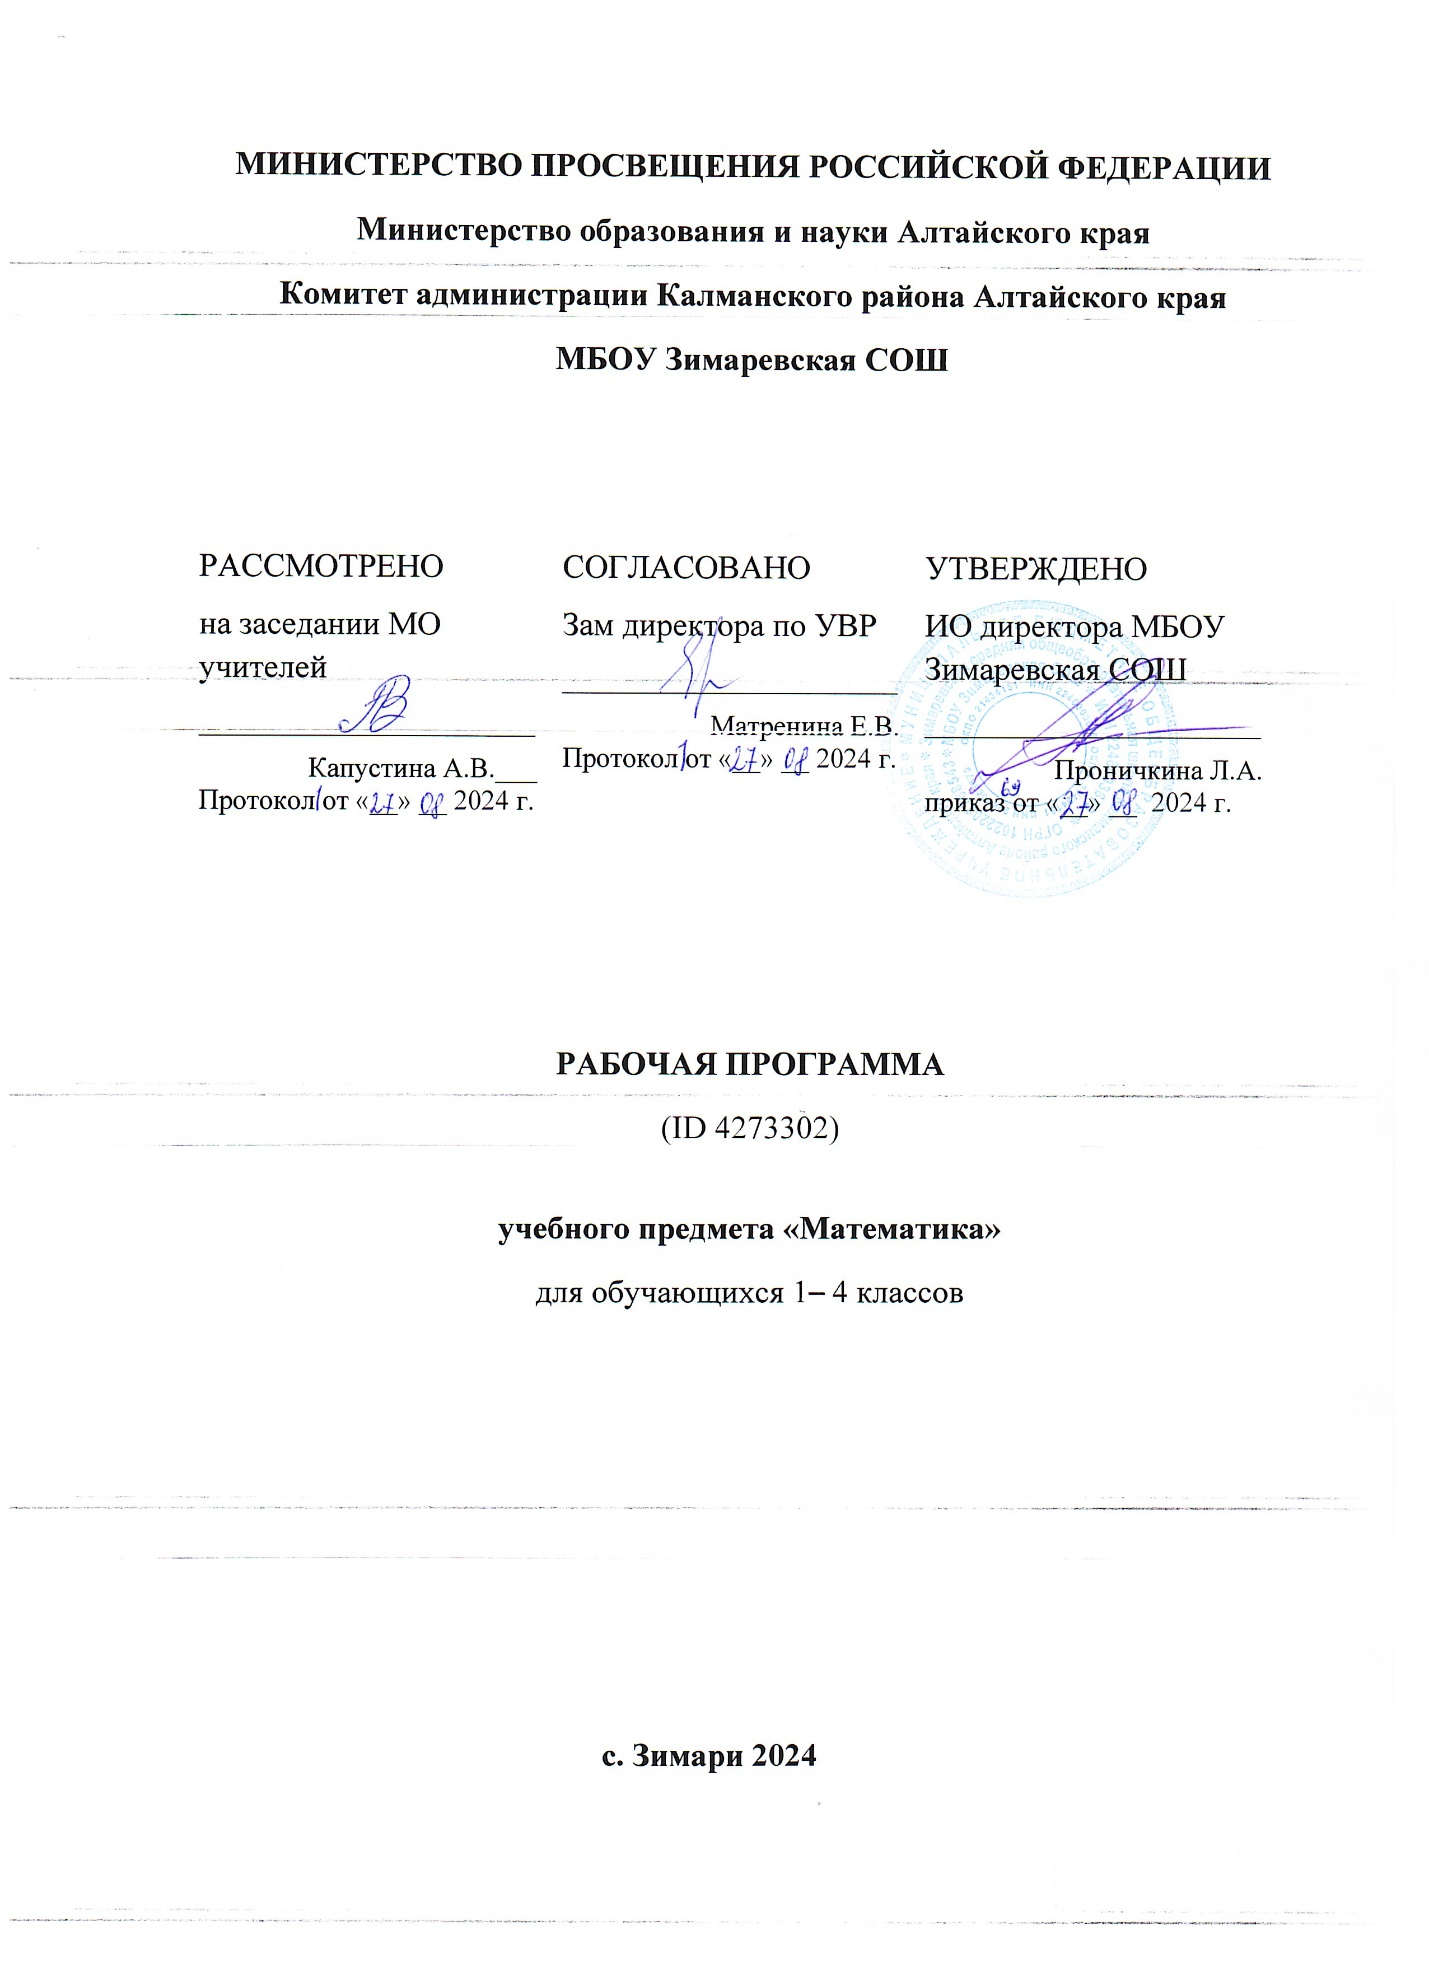 МИНИСТЕРСТВО ПРОСВЕЩЕНИЯ РОССИЙСКОЙ ФЕДЕРАЦИИ
Министерство образования и науки Алтайского края
Комитет администрации Калманского района Алтайского края
МБОУ Зимаревская СОШ
РАССМОТРЕНО
на заседании МО
учителей
Капустина А.В.___
Протокол 1 от «27» 08 2024 г.
СОГЛАСОВАНО
Зам директора по УВР
Матренина Е.В.
Протокол 1 от «27» 08 2024 г.
УТВЕРЖДЕНО
ИО директора МБОУ
Зимаревская СОШ
Проничкина Л.А.
69
приказ от «27» 08 2024 г.
РАБОЧАЯ ПРОГРАММА
(ID 4273302)
учебного предмета «Математика»
для обучающихся 1– 4 классов
с. Зимари 2024